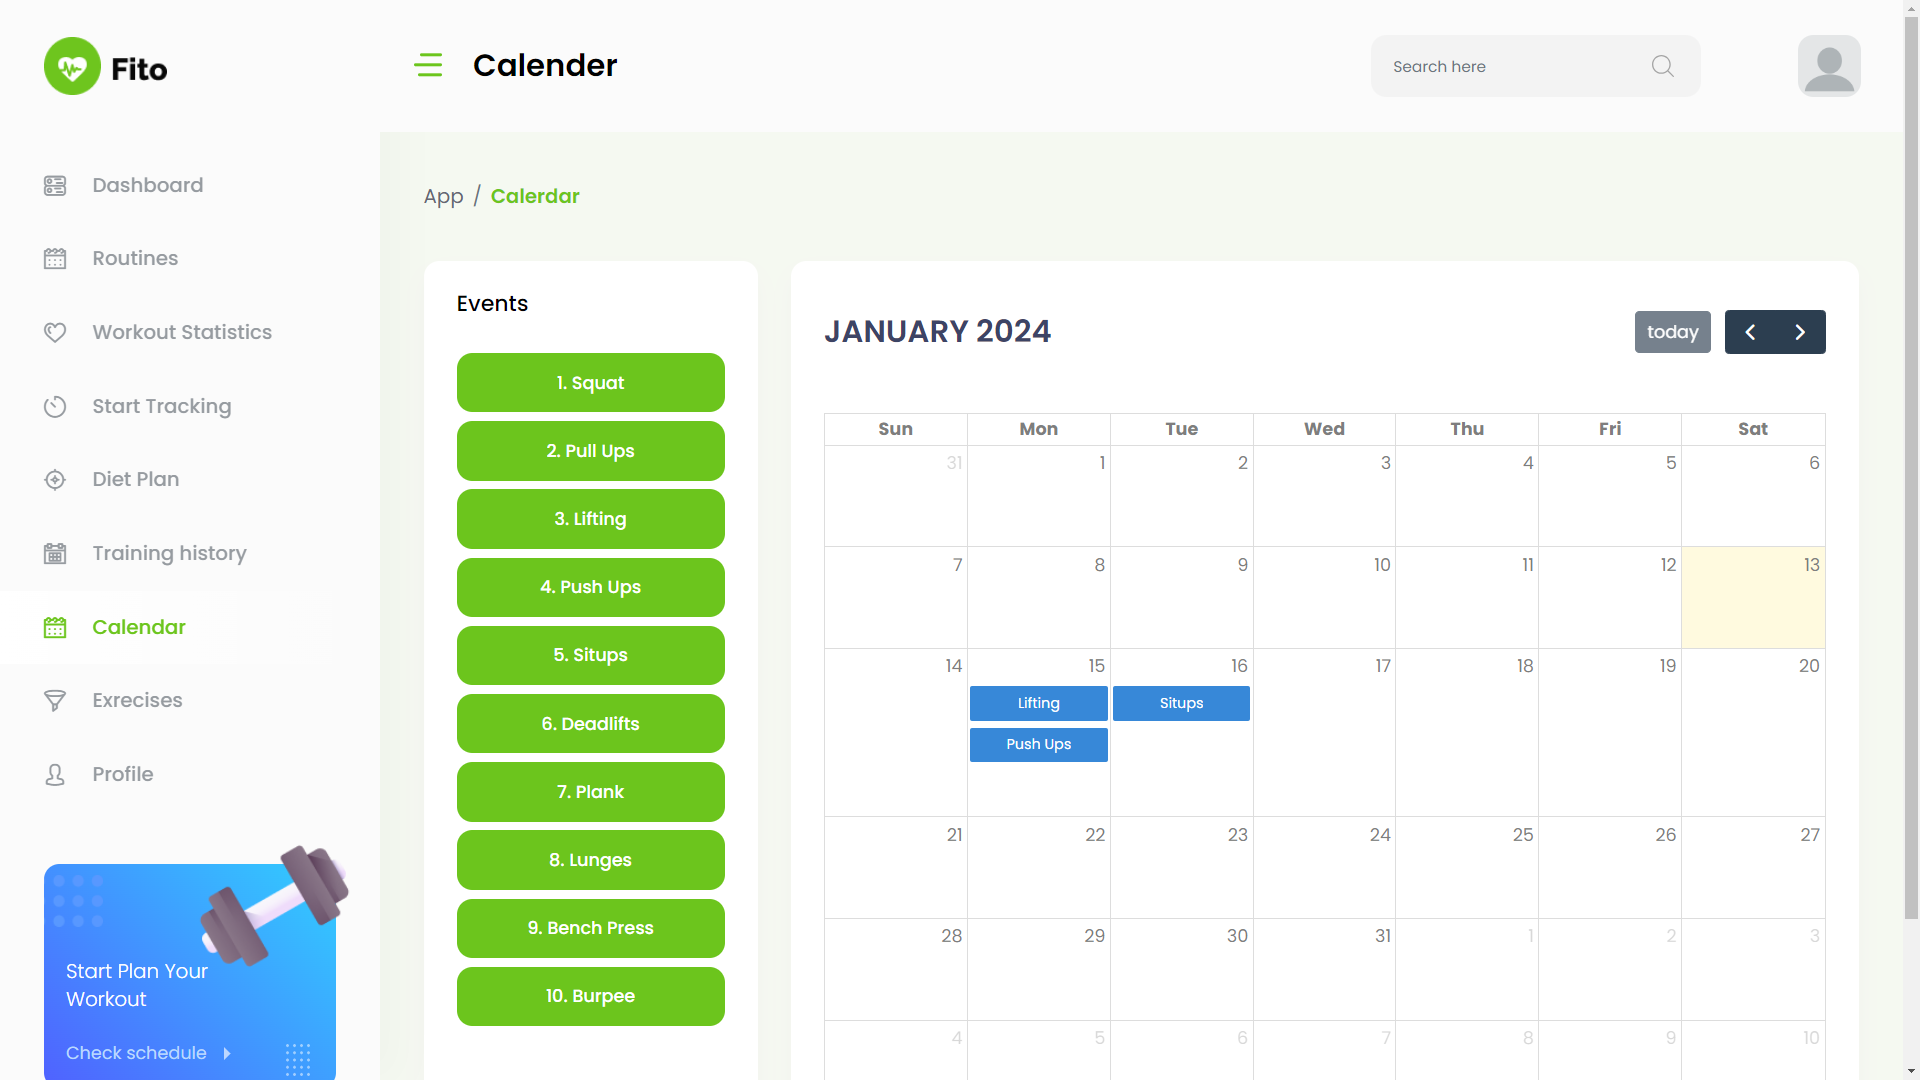 Fito
Calender
Search here
Dashboard
Routines
Workout Statistics
Start Tracking
Diet Plan
Training history
Calendar
Exrecises
Profile
Start Plan Your
Workout
Check schedule
App / Calerdar
Events
1. Squat
2. Pull Ups
3. Lifting
4. Push Ups
5. Situps
6. Deadlifts
7. Plank
8. Lunges
9. Bench Press
10. Burpee
JANUARY 2024
today
Sun Mon Tue Wed Thu Fri Sat
31 1 2 3 4 5 6
7 8 9 10 11 12 13
14 15 16 17 18 19 20
Lifting Situps
Push Ups
21 22 23 24 25 26 27
28 29 30 31 1 2 3
4 5 6 7 8 9 10